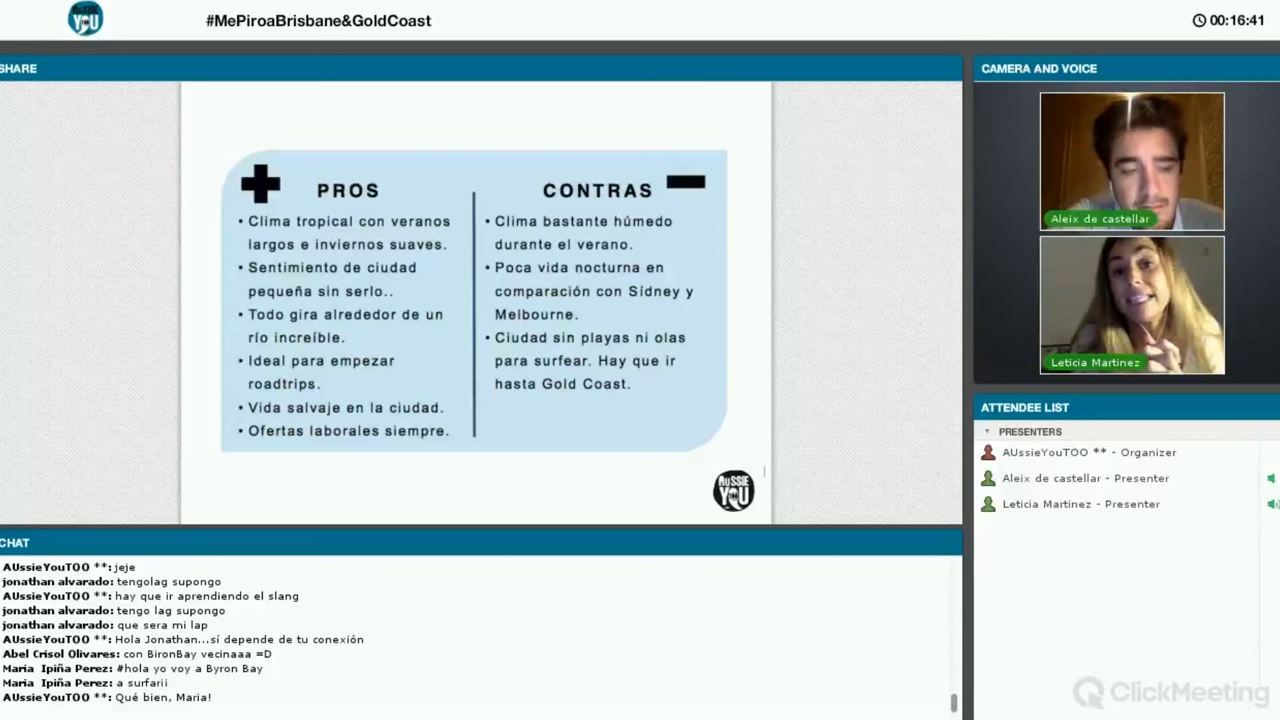 AUSSIE
YOU
TOO
#MePiroaBrisbane&GoldCoast
00:16:41
SHARE
CAMERA AND VOICE
PROS
• Clima tropical con veranos
largos e inviernos suaves.
• Sentimiento de ciudad
pequeña sin serlo..
• Todo gira alrededor de un
río increíble.
• Ideal para empezar
roadtrips.
• Vida salvaje en la ciudad.
• Ofertas laborales siempre.
CONTRAS
• Clima bastante húmedo
durante el verano.
• Poca vida nocturna en
comparación con Sídney y
Melbourne.
• Ciudad sin playas ni olas
para surfear. Hay que ir
hasta Gold Coast.
AUSSIE
YOU
TOO
Aleix de castellar
Leticia Martinez
ATTENDEE LIST
PRESENTERS
AUssieYouTOO ** - Organizer
Aleix de castellar - Presenter
Leticia Martinez - Presenter
CHAT
AUssieYouTOO **: jeje
jonathan alvarado: tengolag supongo
AUssieYouTOO **: hay que ir aprendiendo el slang
jonathan alvarado: tengo lag supongo
jonathan alvarado: que sera mi lap
AUssieYouTOO **: Hola Jonathan...sí depende de tu conexión
Abel Crisol Olivares: con BironBay vecinaaa =D
Maria Ipiña Perez: #hola yo voy a Byron Bay
Maria Ipiña Perez: a surfarii
AUssieYouTOO **: Qué bien, Maria!
ClickMeeting